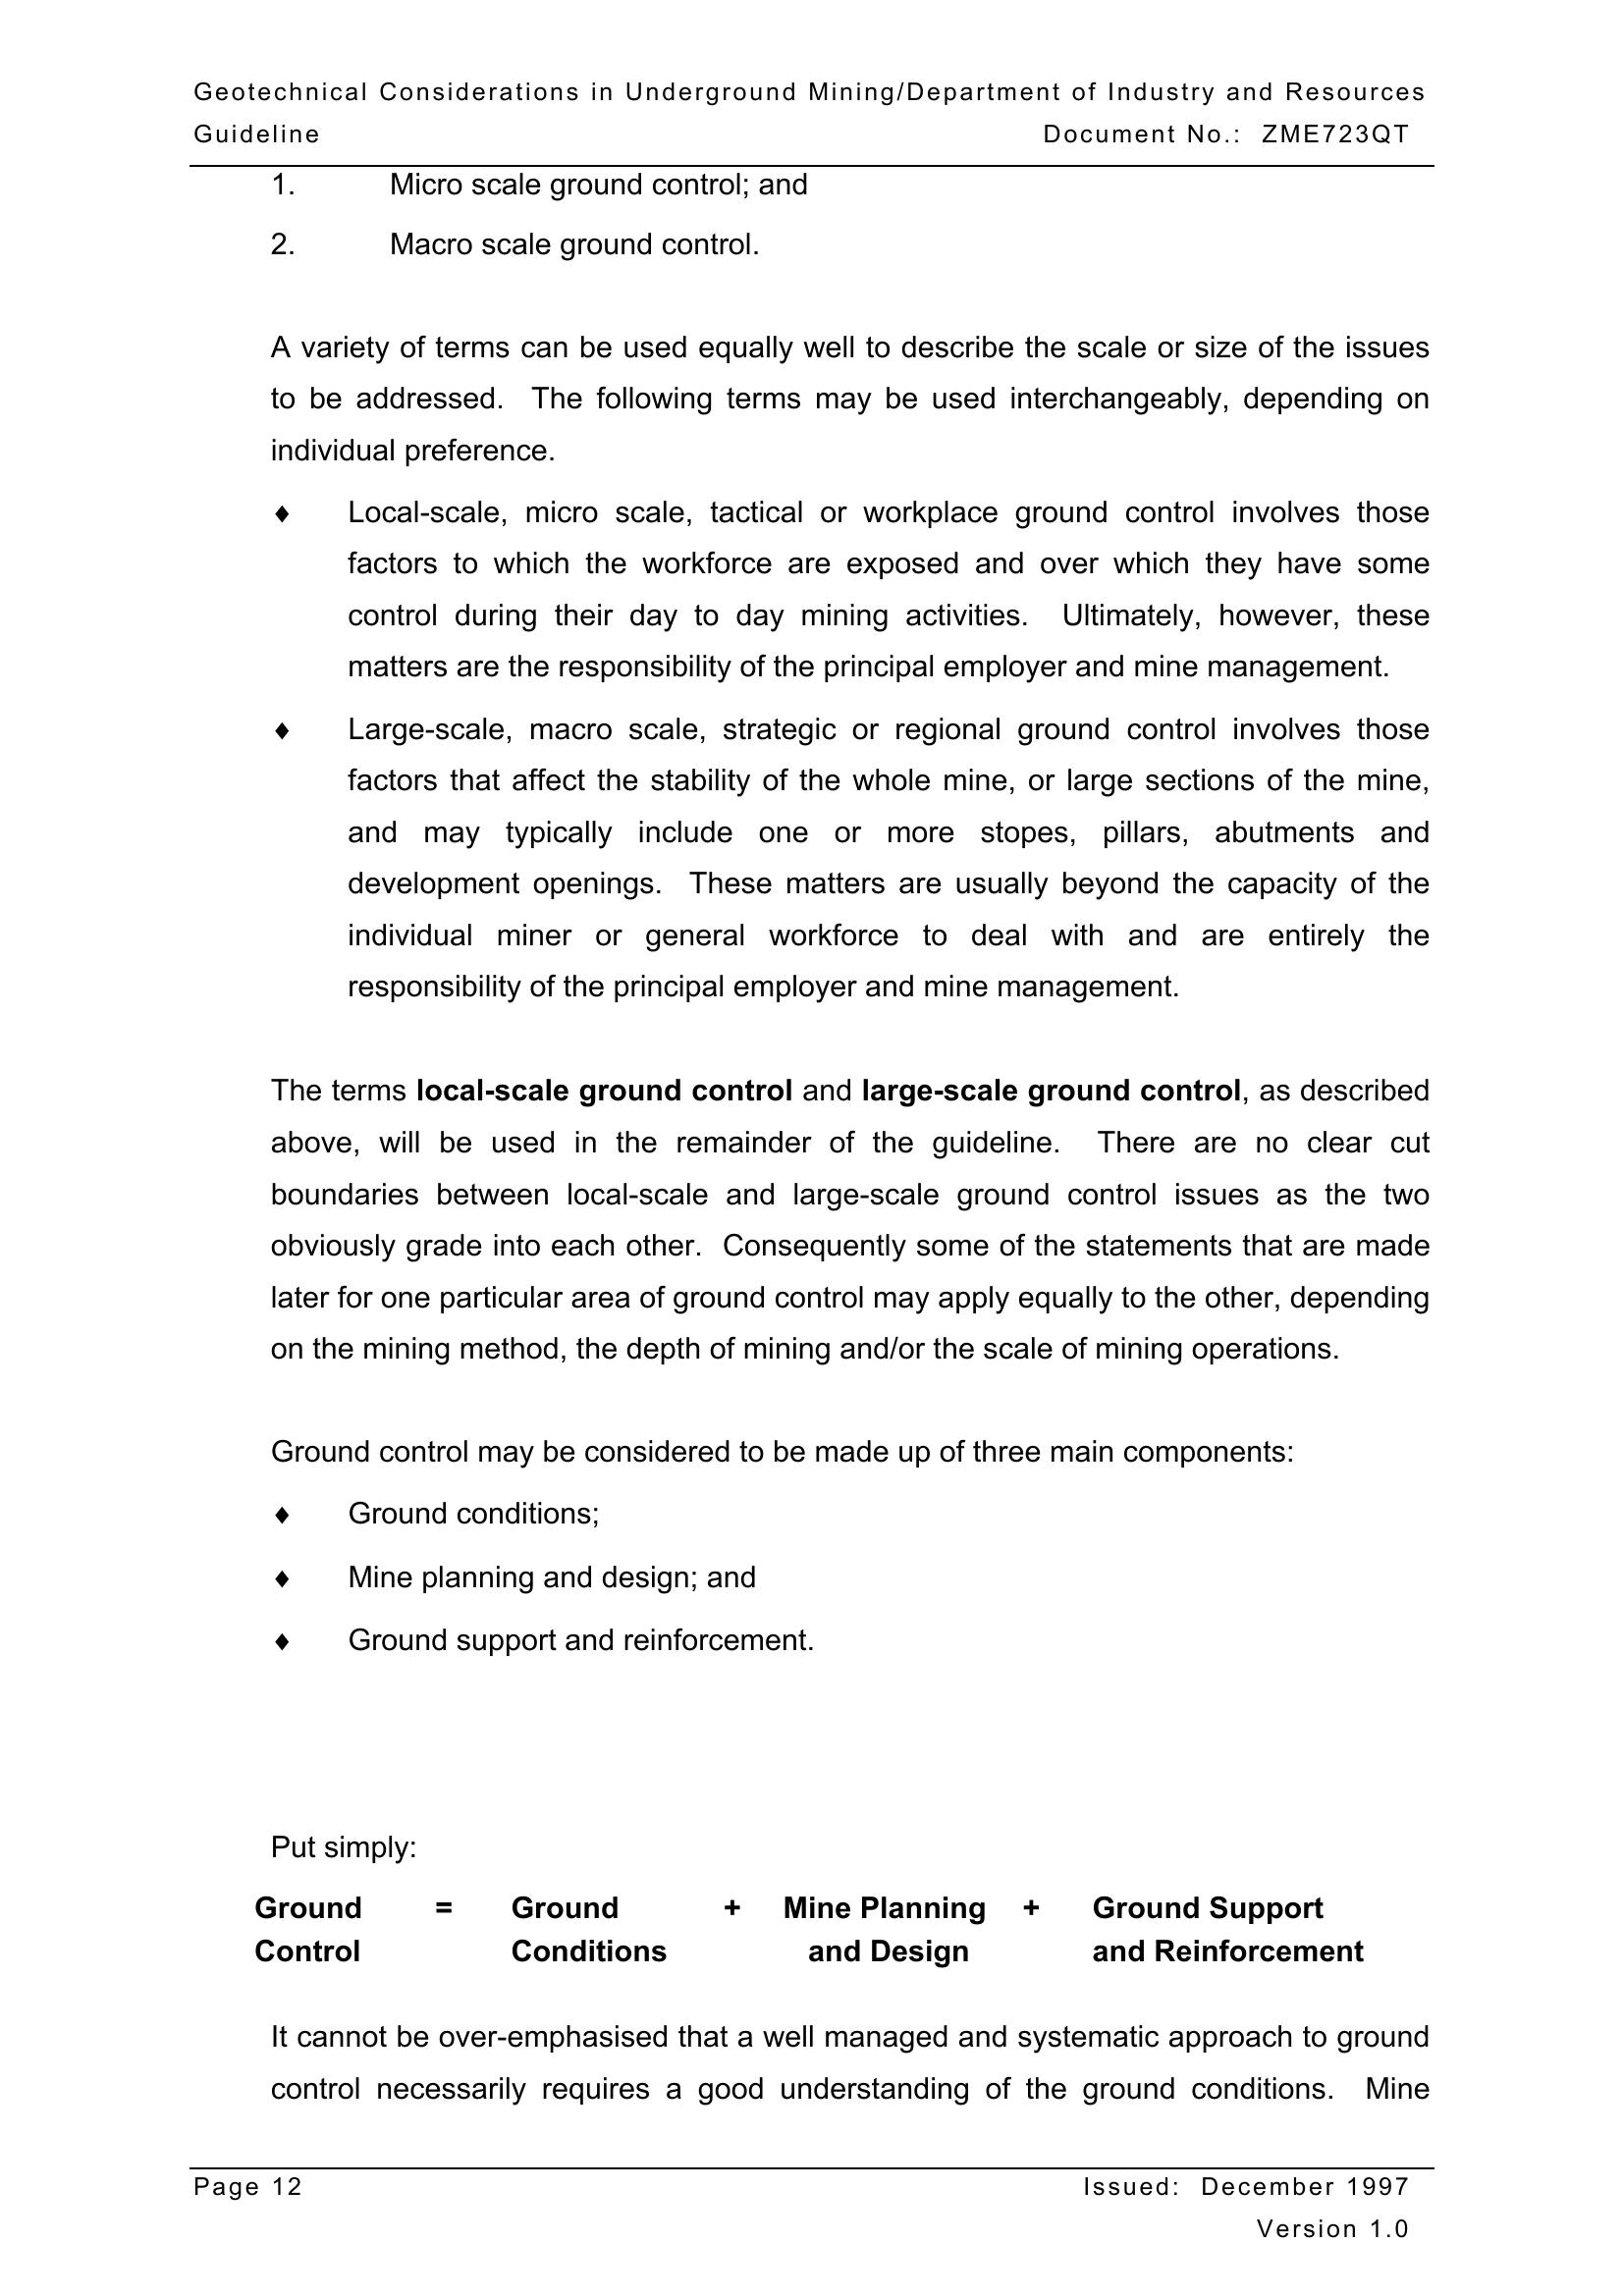 Geotechnical Considerations in Underground Mining/Department of Industry and Resources
Guideline Document No.: ZME723QT
1. Micro scale ground control; and
2. Macro scale ground control.
A variety of terms can be used equally well to describe the scale or size of the issues
to be addressed. The following terms may be used interchangeably, depending on
individual preference.
♦ Local-scale, micro scale, tactical or workplace ground control involves those
factors to which the workforce are exposed and over which they have some
control during their day to day mining activities. Ultimately, however, these
matters are the responsibility of the principal employer and mine management.
♦ Large-scale, macro scale, strategic or regional ground control involves those
factors that affect the stability of the whole mine, or large sections of the mine,
and may typically include one or more stopes, pillars, abutments and
development openings. These matters are usually beyond the capacity of the
individual miner or general workforce to deal with and are entirely the
responsibility of the principal employer and mine management.
The terms local-scale ground control and large-scale ground control, as described
above, will be used in the remainder of the guideline. There are no clear cut
boundaries between local-scale and large-scale ground control issues as the two
obviously grade into each other. Consequently some of the statements that are made
later for one particular area of ground control may apply equally to the other, depending
on the mining method, the depth of mining and/or the scale of mining operations.
Ground control may be considered to be made up of three main components:
♦ Ground conditions;
♦ Mine planning and design; and
♦ Ground support and reinforcement.
Put simply:
Ground = Ground + Mine Planning + Ground Support
Control Conditions and Design and Reinforcement
It cannot be over-emphasised that a well managed and systematic approach to ground
control necessarily requires a good understanding of the ground conditions. Mine
Page 12 Issued: December 1997
Version 1.0